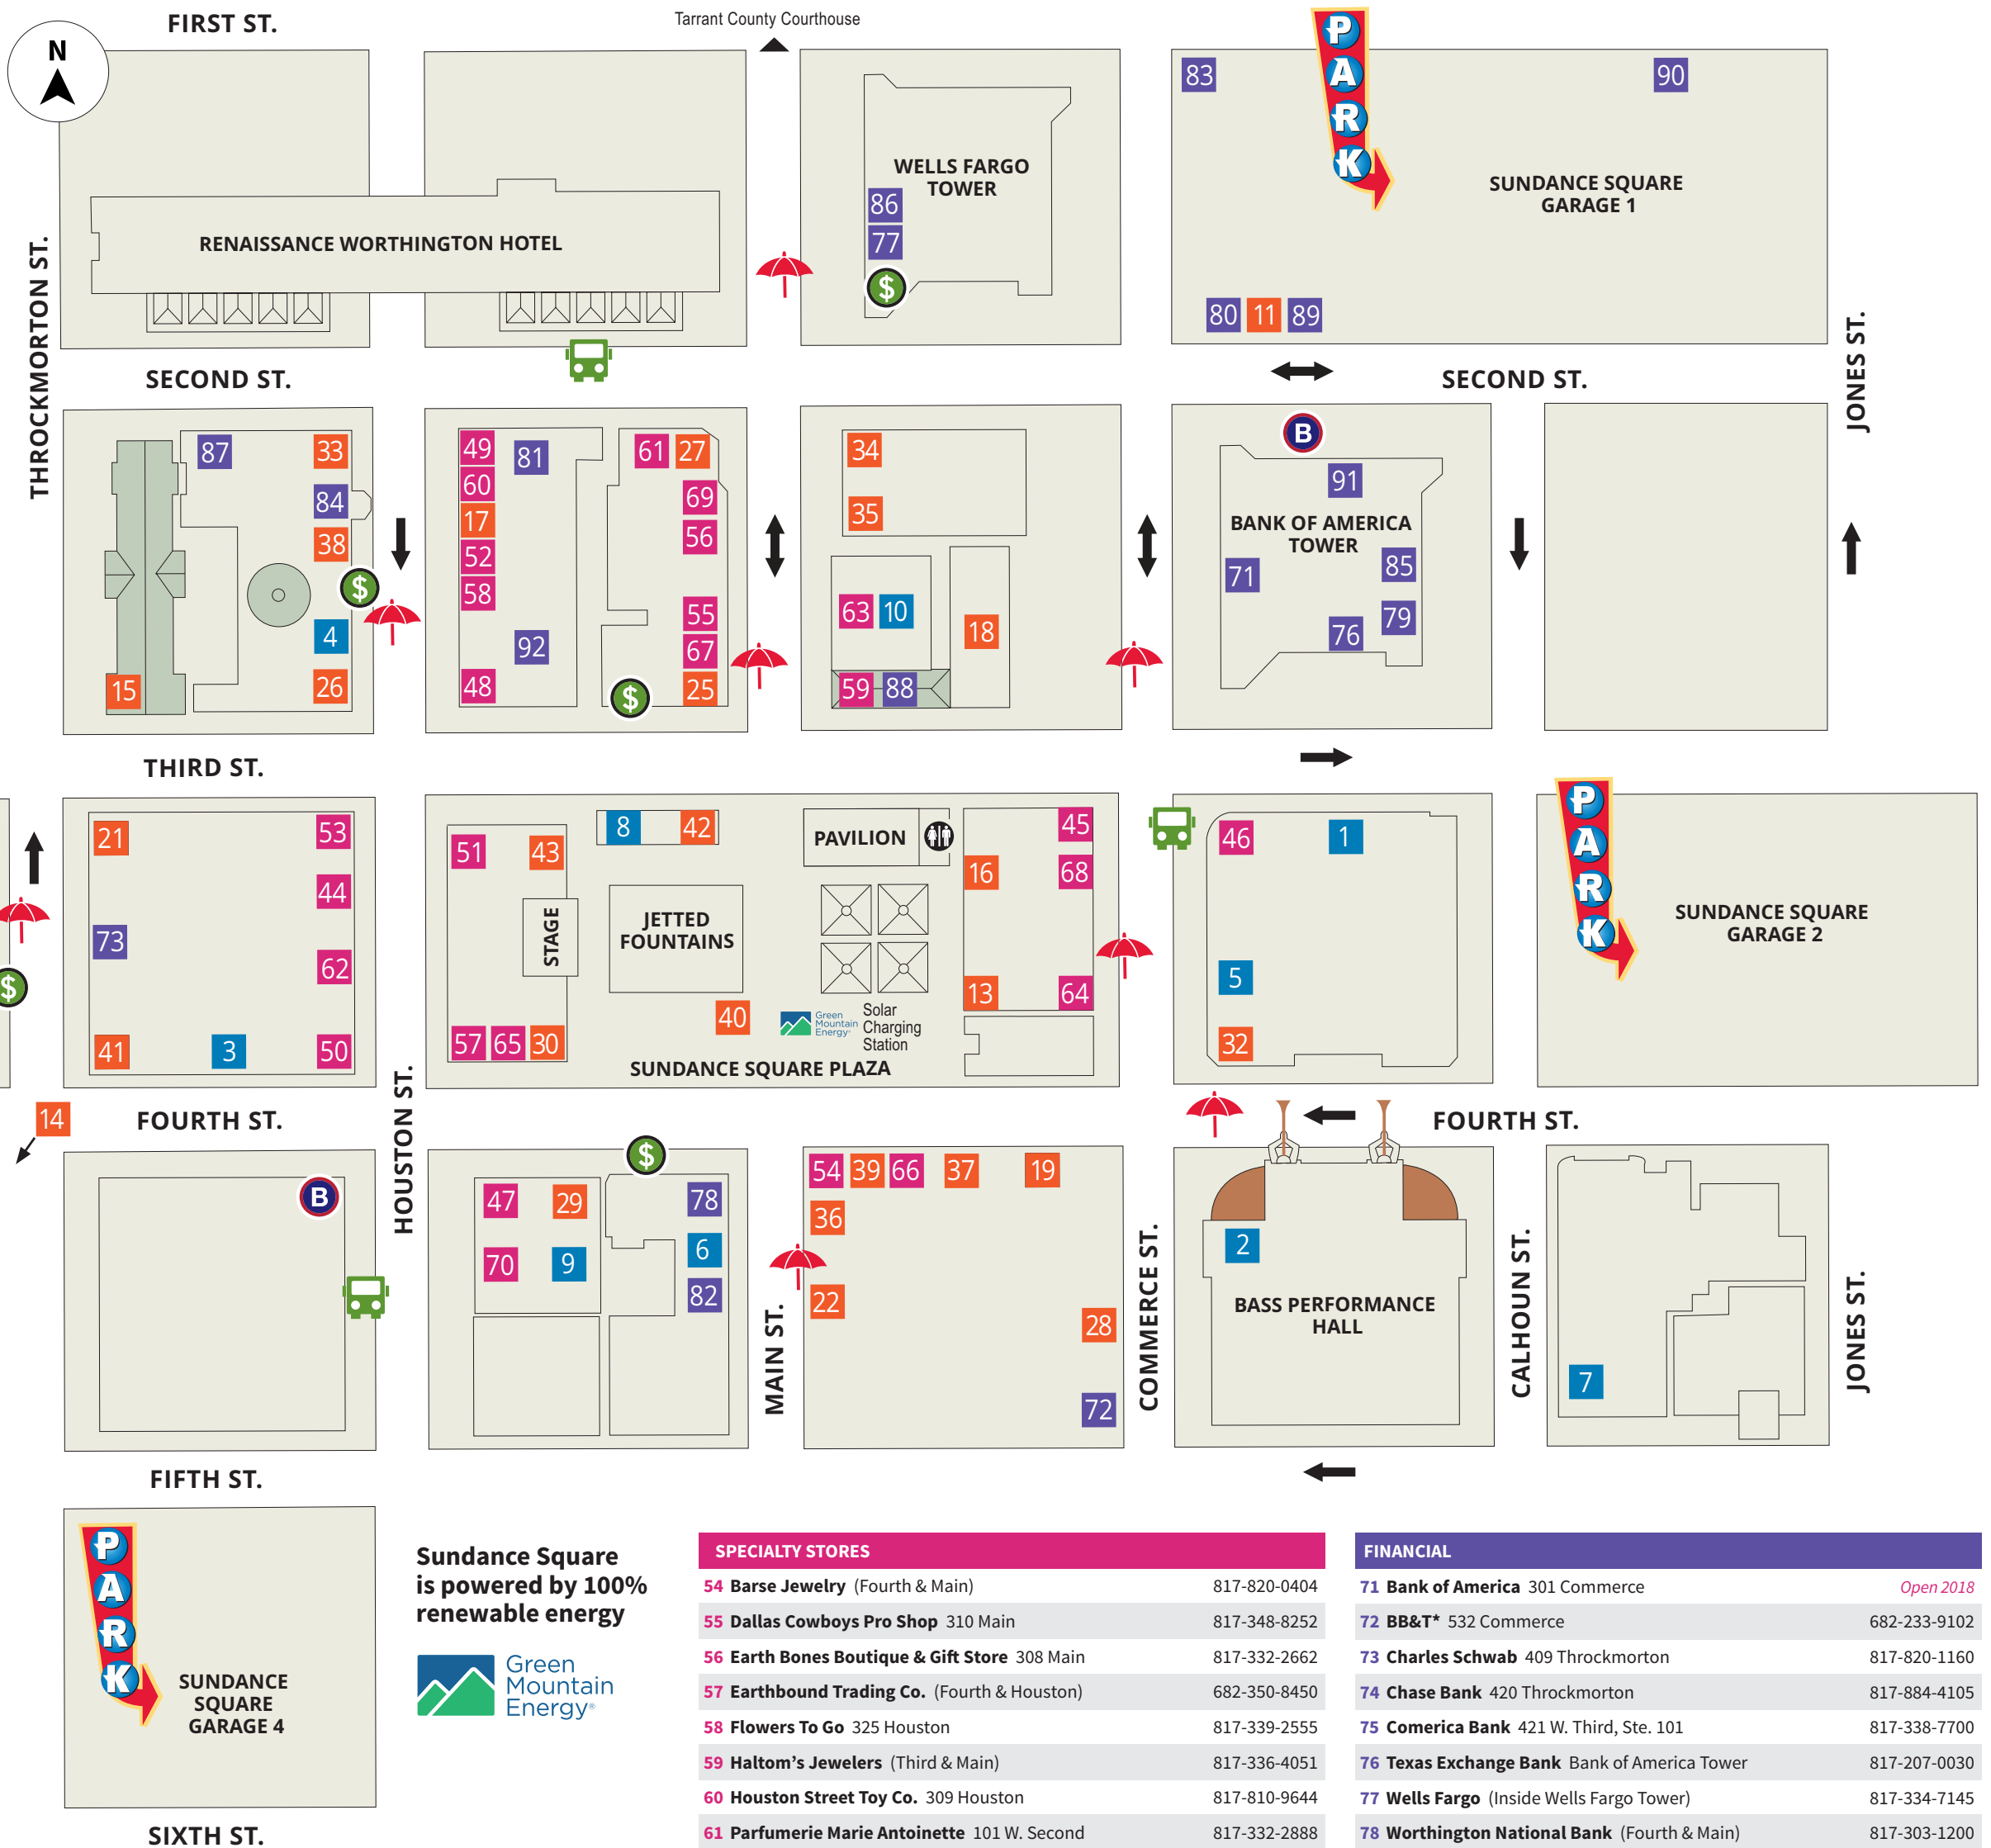 FIRST ST.
Tarrant County Courthouse
N
PARK
83
90
WELLS FARGO
TOWER
SUNDANCE SQUARE
GARAGE 1
86
77
$
RENAISSANCE WORTHINGTON HOTEL
THROCKMORTON ST.
80 11 89
JONES ST.
SECOND ST.
SECOND ST.
87
33
84
38
$
4
26
15
49
81
60
17
52
58
92
48
61 27
69
56
55
67
25
$
34
35
63 10
18
59 88
B
91
BANK OF AMERICA
TOWER
71
85
79
76
THIRD ST.
21
53
44
73
62
$
41
3
50
51
43
8
42
STAGE
JETTED
FOUNTAINS
PAVILION
45
16
68
13
64
40
Green
Mountain
Energy®
Solar
Charging
Station
57 65 30
SUNDANCE SQUARE PLAZA
46
1
5
32
PARK
SUNDANCE SQUARE
GARAGE 2
14
FOURTH ST.
HOUSTON ST.
FOURTH ST.
B
$
47
29
78
70
9
6
82
MAIN ST.
54 39 66 37 19
36
22
28
72
COMMERCE ST.
2
BASS PERFORMANCE
HALL
CALHOUN ST.
7
JONES ST.
FIFTH ST.
PARK
SUNDANCE
SQUARE
GARAGE 4
SIXTH ST.
Sundance Square
is powered by 100%
renewable energy
Green
Mountain
Energy®
SPECIALTY STORES
54 Barse Jewelry (Fourth & Main) 817-820-0404
55 Dallas Cowboys Pro Shop 310 Main 817-348-8252
56 Earth Bones Boutique & Gift Store 308 Main 817-332-2662
57 Earthbound Trading Co. (Fourth & Houston) 682-350-8450
58 Flowers To Go 325 Houston 817-339-2555
59 Haltom's Jewelers (Third & Main) 817-336-4051
60 Houston Street Toy Co. 309 Houston 817-810-9644
61 Parfumerie Marie Antoinette 101 W. Second 817-332-2888
FINANCIAL
71 Bank of America 301 Commerce Open 2018
72 BB&T* 532 Commerce 682-233-9102
73 Charles Schwab 409 Throckmorton 817-820-1160
74 Chase Bank 420 Throckmorton 817-884-4105
75 Comerica Bank 421 W. Third, Ste. 101 817-338-7700
76 Texas Exchange Bank Bank of America Tower 817-207-0030
77 Wells Fargo (Inside Wells Fargo Tower) 817-334-7145
78 Worthington National Bank (Fourth & Main) 817-303-1200